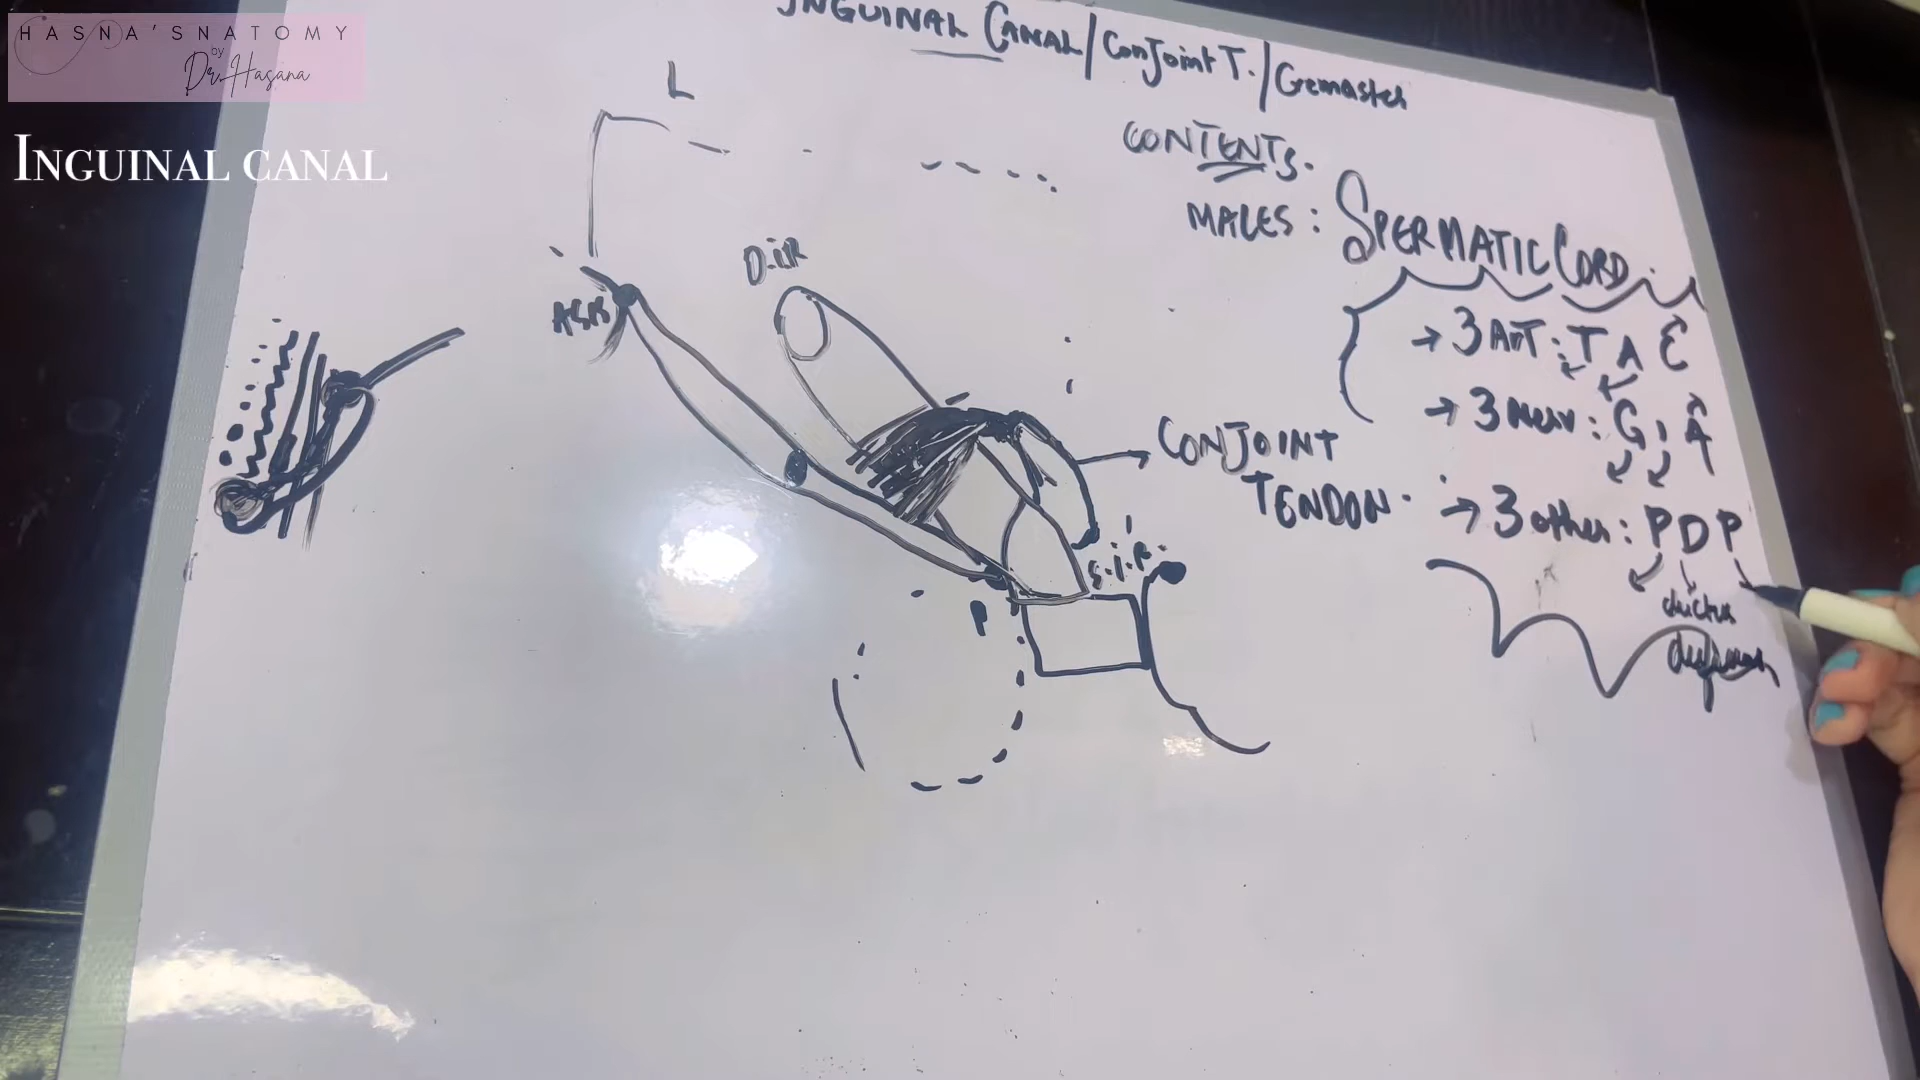 HASNA'SNATOMY
by
Dr.Hasana
INGUINAL CANAL
INGUINAL CANAL/ConJoint T./Cremaster
L
CONTENTS.
MALES: SPERMATIC CORD
D.iR
ASIS
→ 3 ART: T A C
→ 3 Nerv: G I A
CONJOINT
TENDON.
→ 3 other: P D P
S.i.R.
P
ductus
deferens